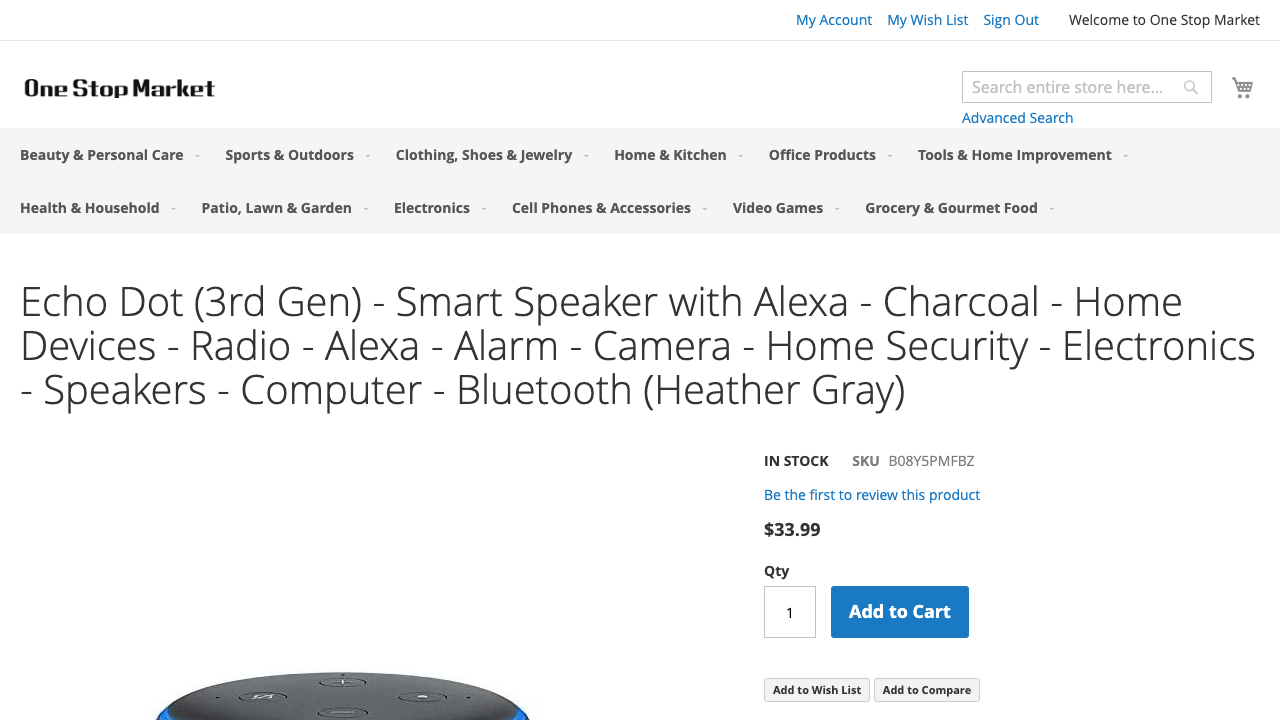 My Account My Wish List Sign Out Welcome to One Stop Market
One Stop Market
Search entire store here...
Advanced Search
Beauty & Personal Care Sports & Outdoors Clothing, Shoes & Jewelry Home & Kitchen Office Products Tools & Home Improvement
Health & Household Patio, Lawn & Garden Electronics Cell Phones & Accessories Video Games Grocery & Gourmet Food
Echo Dot (3rd Gen) - Smart Speaker with Alexa - Charcoal - Home
Devices - Radio - Alexa - Alarm - Camera - Home Security - Electronics
- Speakers - Computer - Bluetooth (Heather Gray)
IN STOCK SKU B08Y5PMFBZ
Be the first to review this product
$33.99
Qty
1 Add to Cart
Add to Wish List Add to Compare